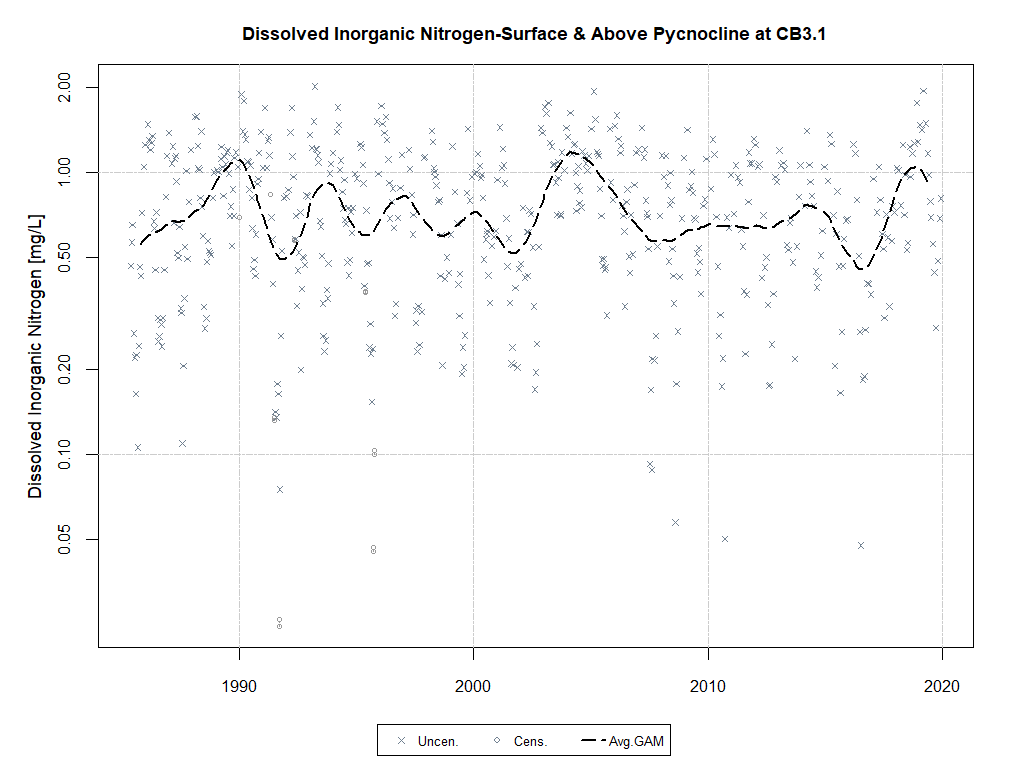 Dissolved Inorganic Nitrogen-Surface & Above Pycnocline at CB3.1
Dissolved Inorganic Nitrogen [mg/L]
2.00
1.00
0.50
0.20
0.10
0.05
1990 2000 2010 2020
Uncen. Cens. Avg.GAM